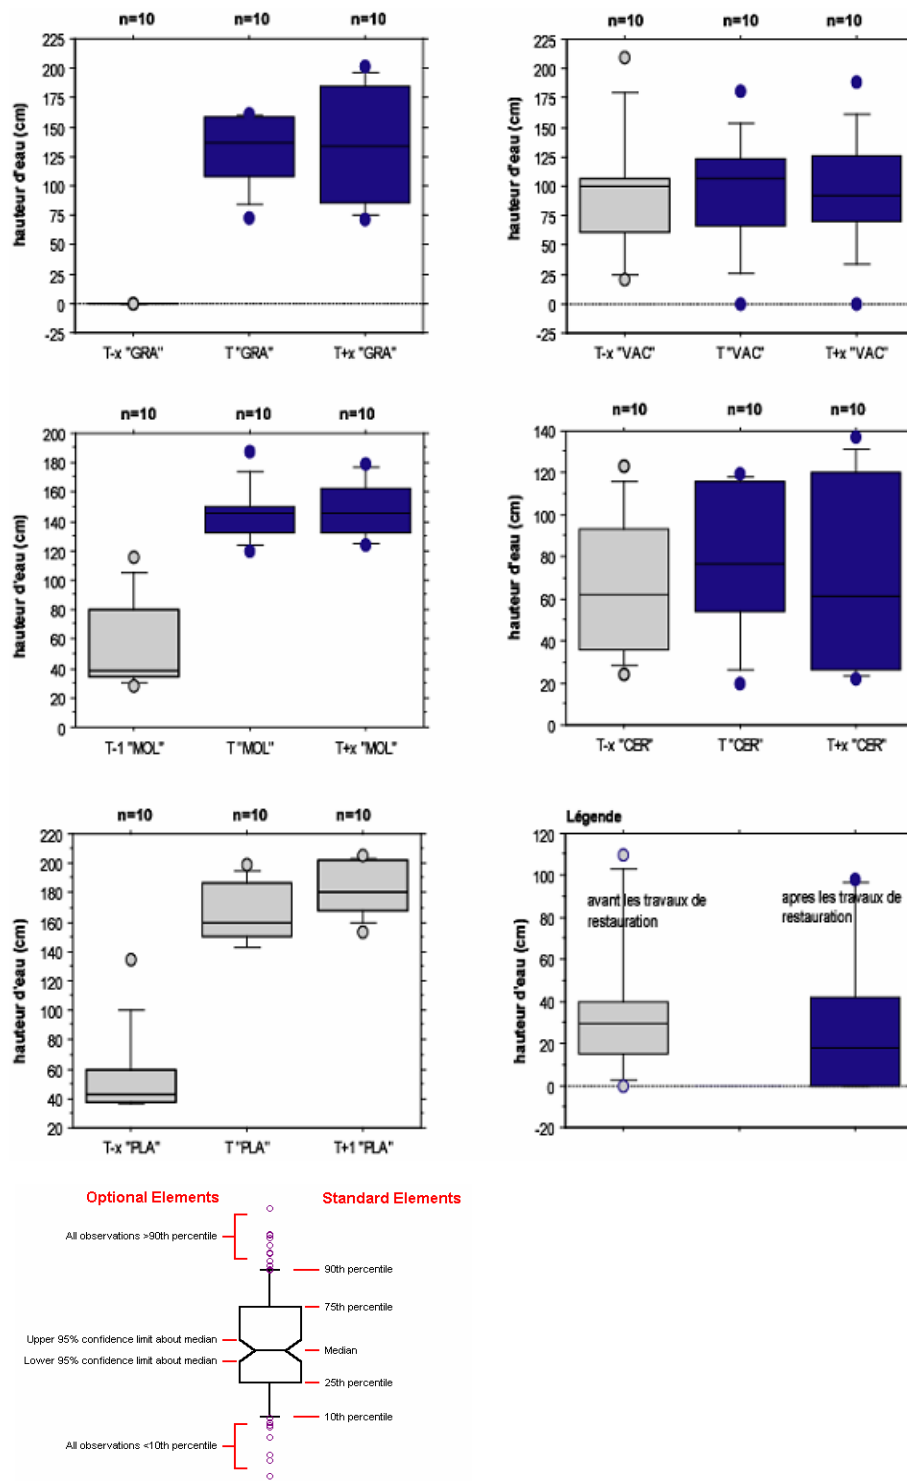 n=10 n=10 n=10
225
200
175
150
125
100
75
50
25
0
-25
hauteur d'eau (cm)
T-x "GRA" T "GRA" T+x "GRA"
n=10 n=10 n=10
225
200
175
150
125
100
75
50
25
0
-25
hauteur d'eau (cm)
T-x "VAC" T "VAC" T+x "VAC"
n=10 n=10 n=10
200
180
160
140
120
100
80
60
40
20
0
hauteur d'eau (cm)
T-1 "MOL" T "MOL" T+x "MOL"
n=10 n=10 n=10
140
120
100
80
60
40
20
0
hauteur d'eau (cm)
T-x "CER" T "CER" T+x "CER"
n=10 n=10 n=10
220
200
180
160
140
120
100
80
60
40
20
hauteur d'eau (cm)
T-x "PLA" T "PLA" T+1 "PLA"
Légende
120
100
80
60
40
20
0
-20
hauteur d'eau (cm)
avant les travaux de
restauration
apres les travaux de
restauration
Optional Elements
Standard Elements
All observations >90th percentile
90th percentile
75th percentile
Upper 95% confidence limit about median
Median
Lower 95% confidence limit about median
25th percentile
10th percentile
All observations <10th percentile